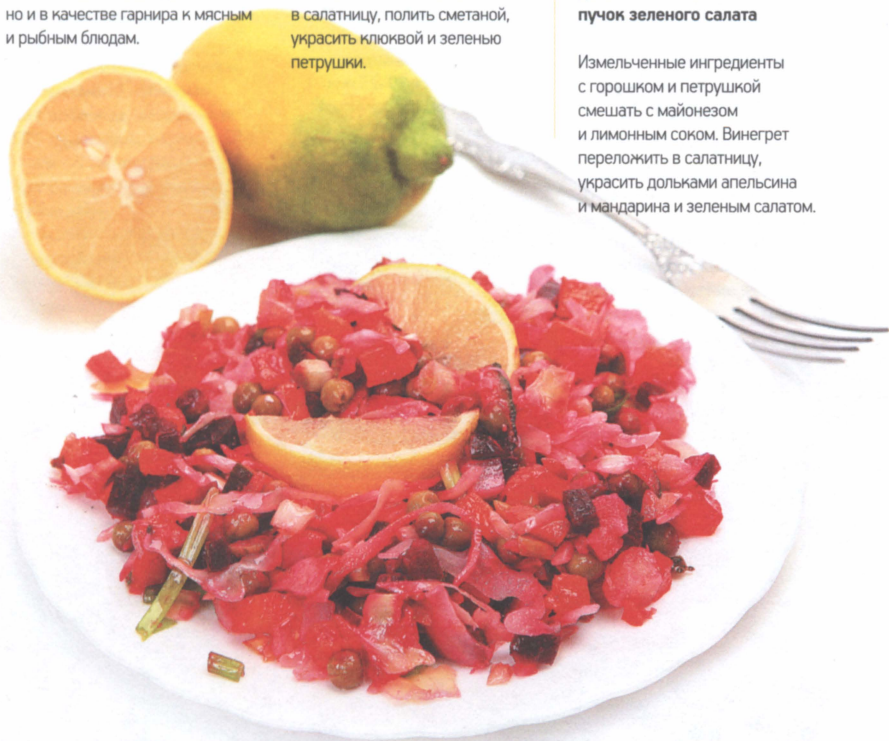 но и в качестве гарнира к мясным
и рыбным блюдам.
в салатницу, полить сметаной,
украсить клюквой и зеленью
петрушки.
пучок зеленого салата
Измельченные ингредиенты
с горошком и петрушкой
смешать с майонезом
и лимонным соком. Винегрет
переложить в салатницу,
украсить дольками апельсина
и мандарина и зеленым салатом.